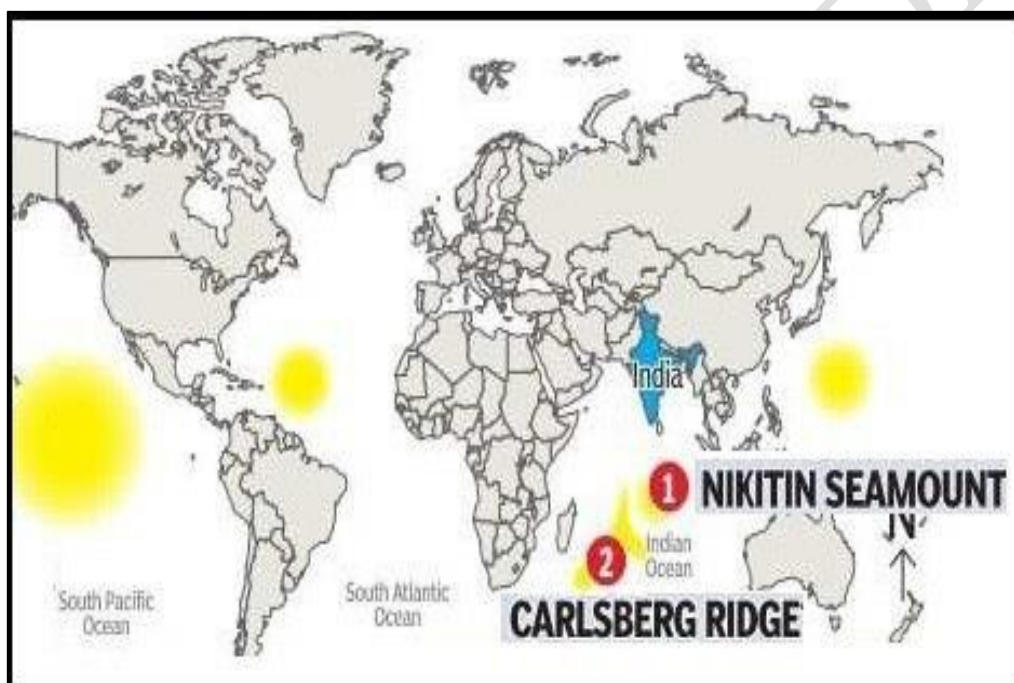 India
1 NIKITIN SEAMOUNT
N
Indian
Ocean
2
CARLSBERG RIDGE
South Pacific
Ocean
South Atlantic
Ocean